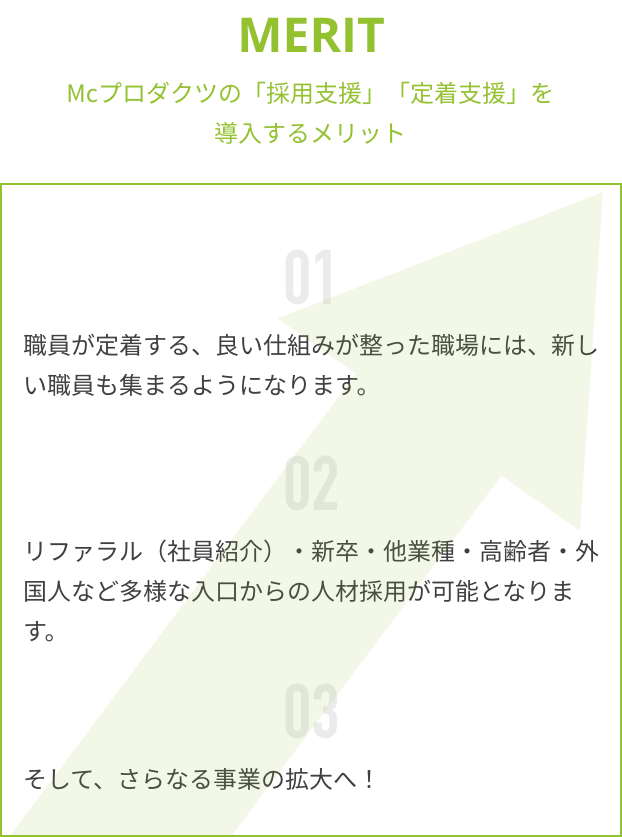 MERIT
Mcプロダクツの「採用支援」「定着支援」を
導入するメリット
01
職員が定着する、良い仕組みが整った職場には、新し
い職員も集まるようになります。
02
リファラル（社員紹介）・新卒・他業種・高齢者・外
国人など多様な入口からの人材採用が可能となりま
す。
03
そして、さらなる事業の拡大へ！